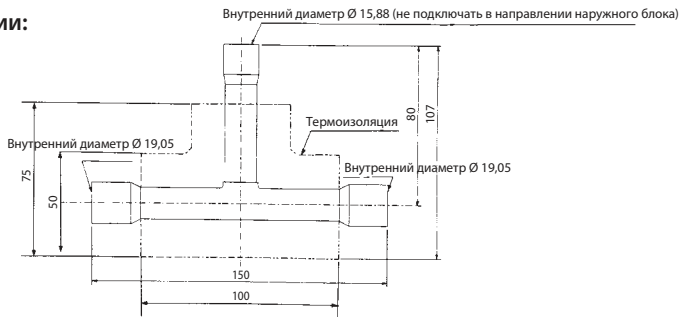 Внутренний диаметр Ø 15,88 (не подключать в направлении наружного блока)
ии:
80
107
Термоизоляция
Внутренний диаметр Ø 19,05
Внутренний диаметр Ø 19,05
75
50
150
100